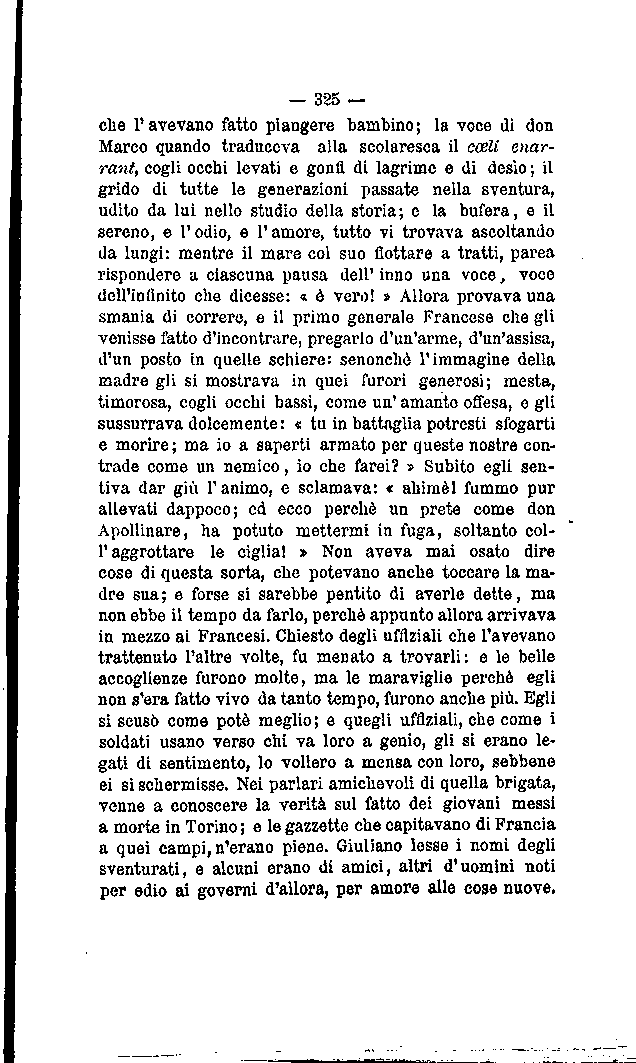 — 325 —
che l'avevano fatto piangere bambino; la voce di don
Marco quando traduceva alla scolaresca il cœli enar-
rant, cogli occhi levati e gonfi di lagrime e di desìo; il
grido di tutte le generazioni passate nella sventura,
udito da lui nello studio della storia; e la bufera, e il
sereno, e l'odio, e l'amore, tutto vi trovava ascoltando
da lungi: mentre il mare col suo fiottare a tratti, parea
rispondere a ciascuna pausa dell'inno una voce, voce
dell'infinito che dicesse: « è vero! » Allora provava una
smania di correre, e il primo generale Francese che gli
venisse fatto d'incontrare, pregarlo d'un'arme, d'un'assisa,
d'un posto in quelle schiere: senonchè l'immagine della
madre gli si mostrava in quei furori generosi; mesta,
timorosa, cogli occhi bassi, come un'amante offesa, e gli
sussurrava dolcemente: « tu in battaglia potresti sfogarti
e morire; ma io a saperti armato per queste nostre con-
trade come un nemico, io che farei? » Subito egli sen-
tiva dar giù l'animo, e sclamava: « ahimè! fummo pur
allevati dappoco; ed ecco perchè un prete come don
Apollinare, ha potuto mettermi in fuga, soltanto col-
l'aggrottare le ciglia! » Non aveva mai osato dire
cose di questa sorta, che potevano anche toccare la ma-
dre sua; e forse si sarebbe pentito di averle dette, ma
non ebbe il tempo da farlo, perchè appunto allora arrivava
in mezzo ai Francesi. Chiesto degli uffiziali che l'avevano
trattenuto l'altre volte, fu menato a trovarli: e le belle
accoglienze furono molte, ma le maraviglie perchè egli
non s'era fatto vivo da tanto tempo, furono anche più. Egli
si scusò come potè meglio; e quegli uffiziali, che come i
soldati usano verso chi va loro a genio, gli si erano le-
gati di sentimento, lo vollero a mensa con loro, sebbene
ei si schermisse. Nei parlari amichevoli di quella brigata,
venne a conoscere la verità sul fatto dei giovani messi
a morte in Torino; e le gazzette che capitavano di Francia
a quei campi, n'erano piene. Giuliano lesse i nomi degli
sventurati, e alcuni erano di amici, altri d'uomini noti
per odio ai governi d'allora, per amore alle cose nuove.